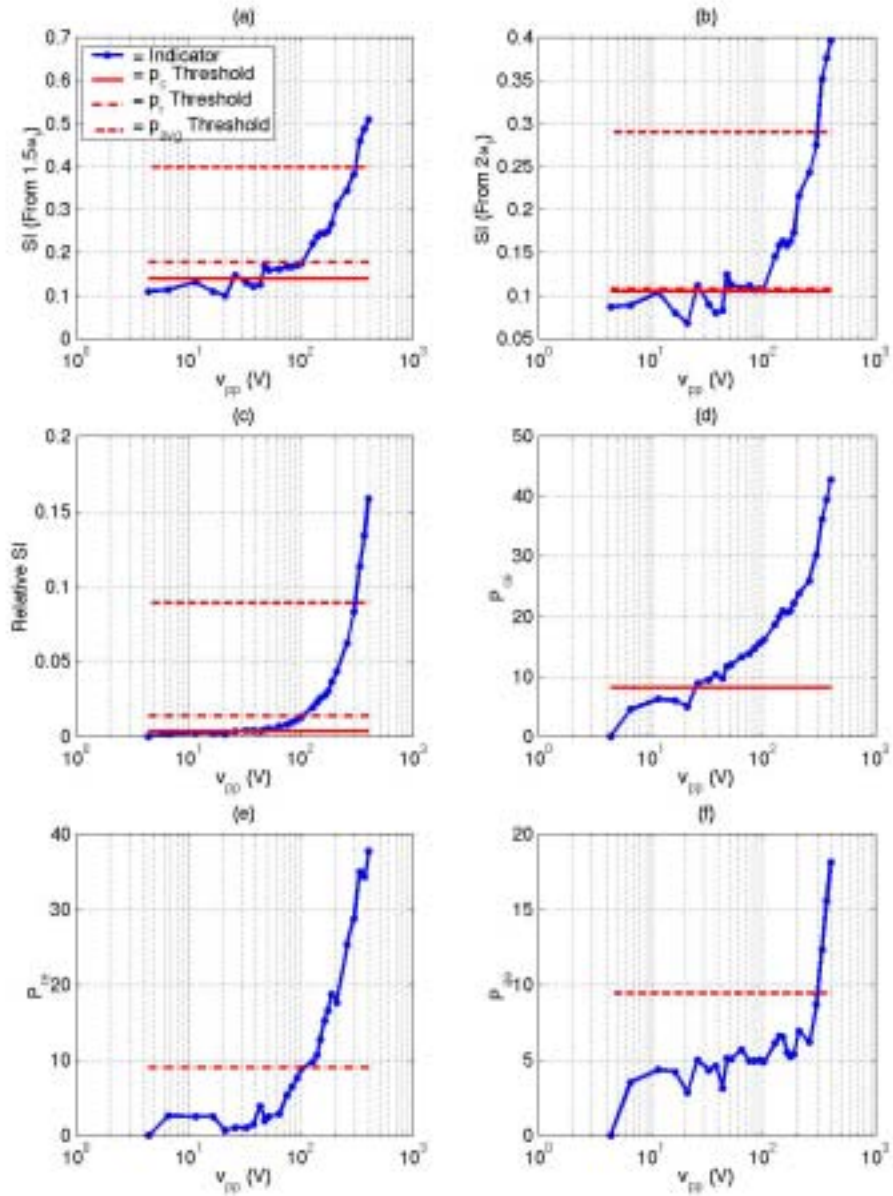 (a)
0.7
0.6
0.5
0.4
0.3
0.2
0.1
0
SI (From 1.5
= Indicator
= p Threshold
= p Threshold
= p avg Threshold
10^0 10^1 10^2 10^3
v_pp (V)
(b)
0.4
0.35
0.3
0.25
0.2
0.15
0.1
0.05
SI (From 2
10^0 10^1 10^2 10^3
v_pp (V)
(c)
0.2
0.15
0.1
0.05
0
Relative SI
10^0 10^1 10^2 10^3
v_pp (V)
(d)
50
40
30
20
10
0
P
10^0 10^1 10^2 10^3
v_pp (V)
(e)
40
30
20
10
0
P
10^0 10^1 10^2 10^3
v_pp (V)
(f)
20
15
10
5
0
P
10^0 10^1 10^2 10^3
v_pp (V)